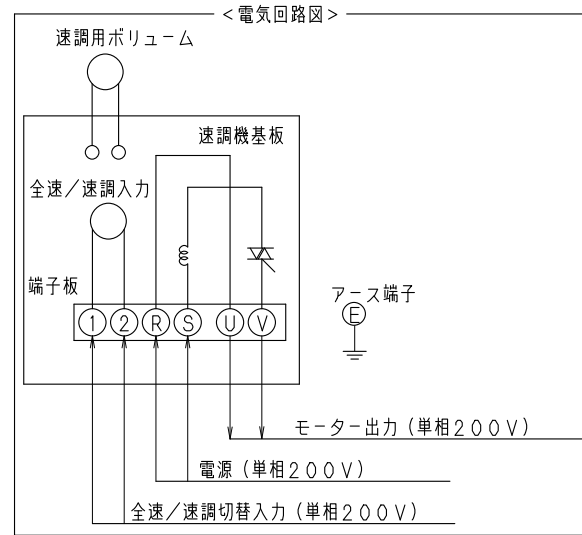 <電気回路図>
速調用ボリューム
速調機基板
全速／速調入力
端子板
アース端子
1 2 R S U V
E
モーター出力(単相200V)
電源(単相200V)
全速／速調切替入力(単相200V)